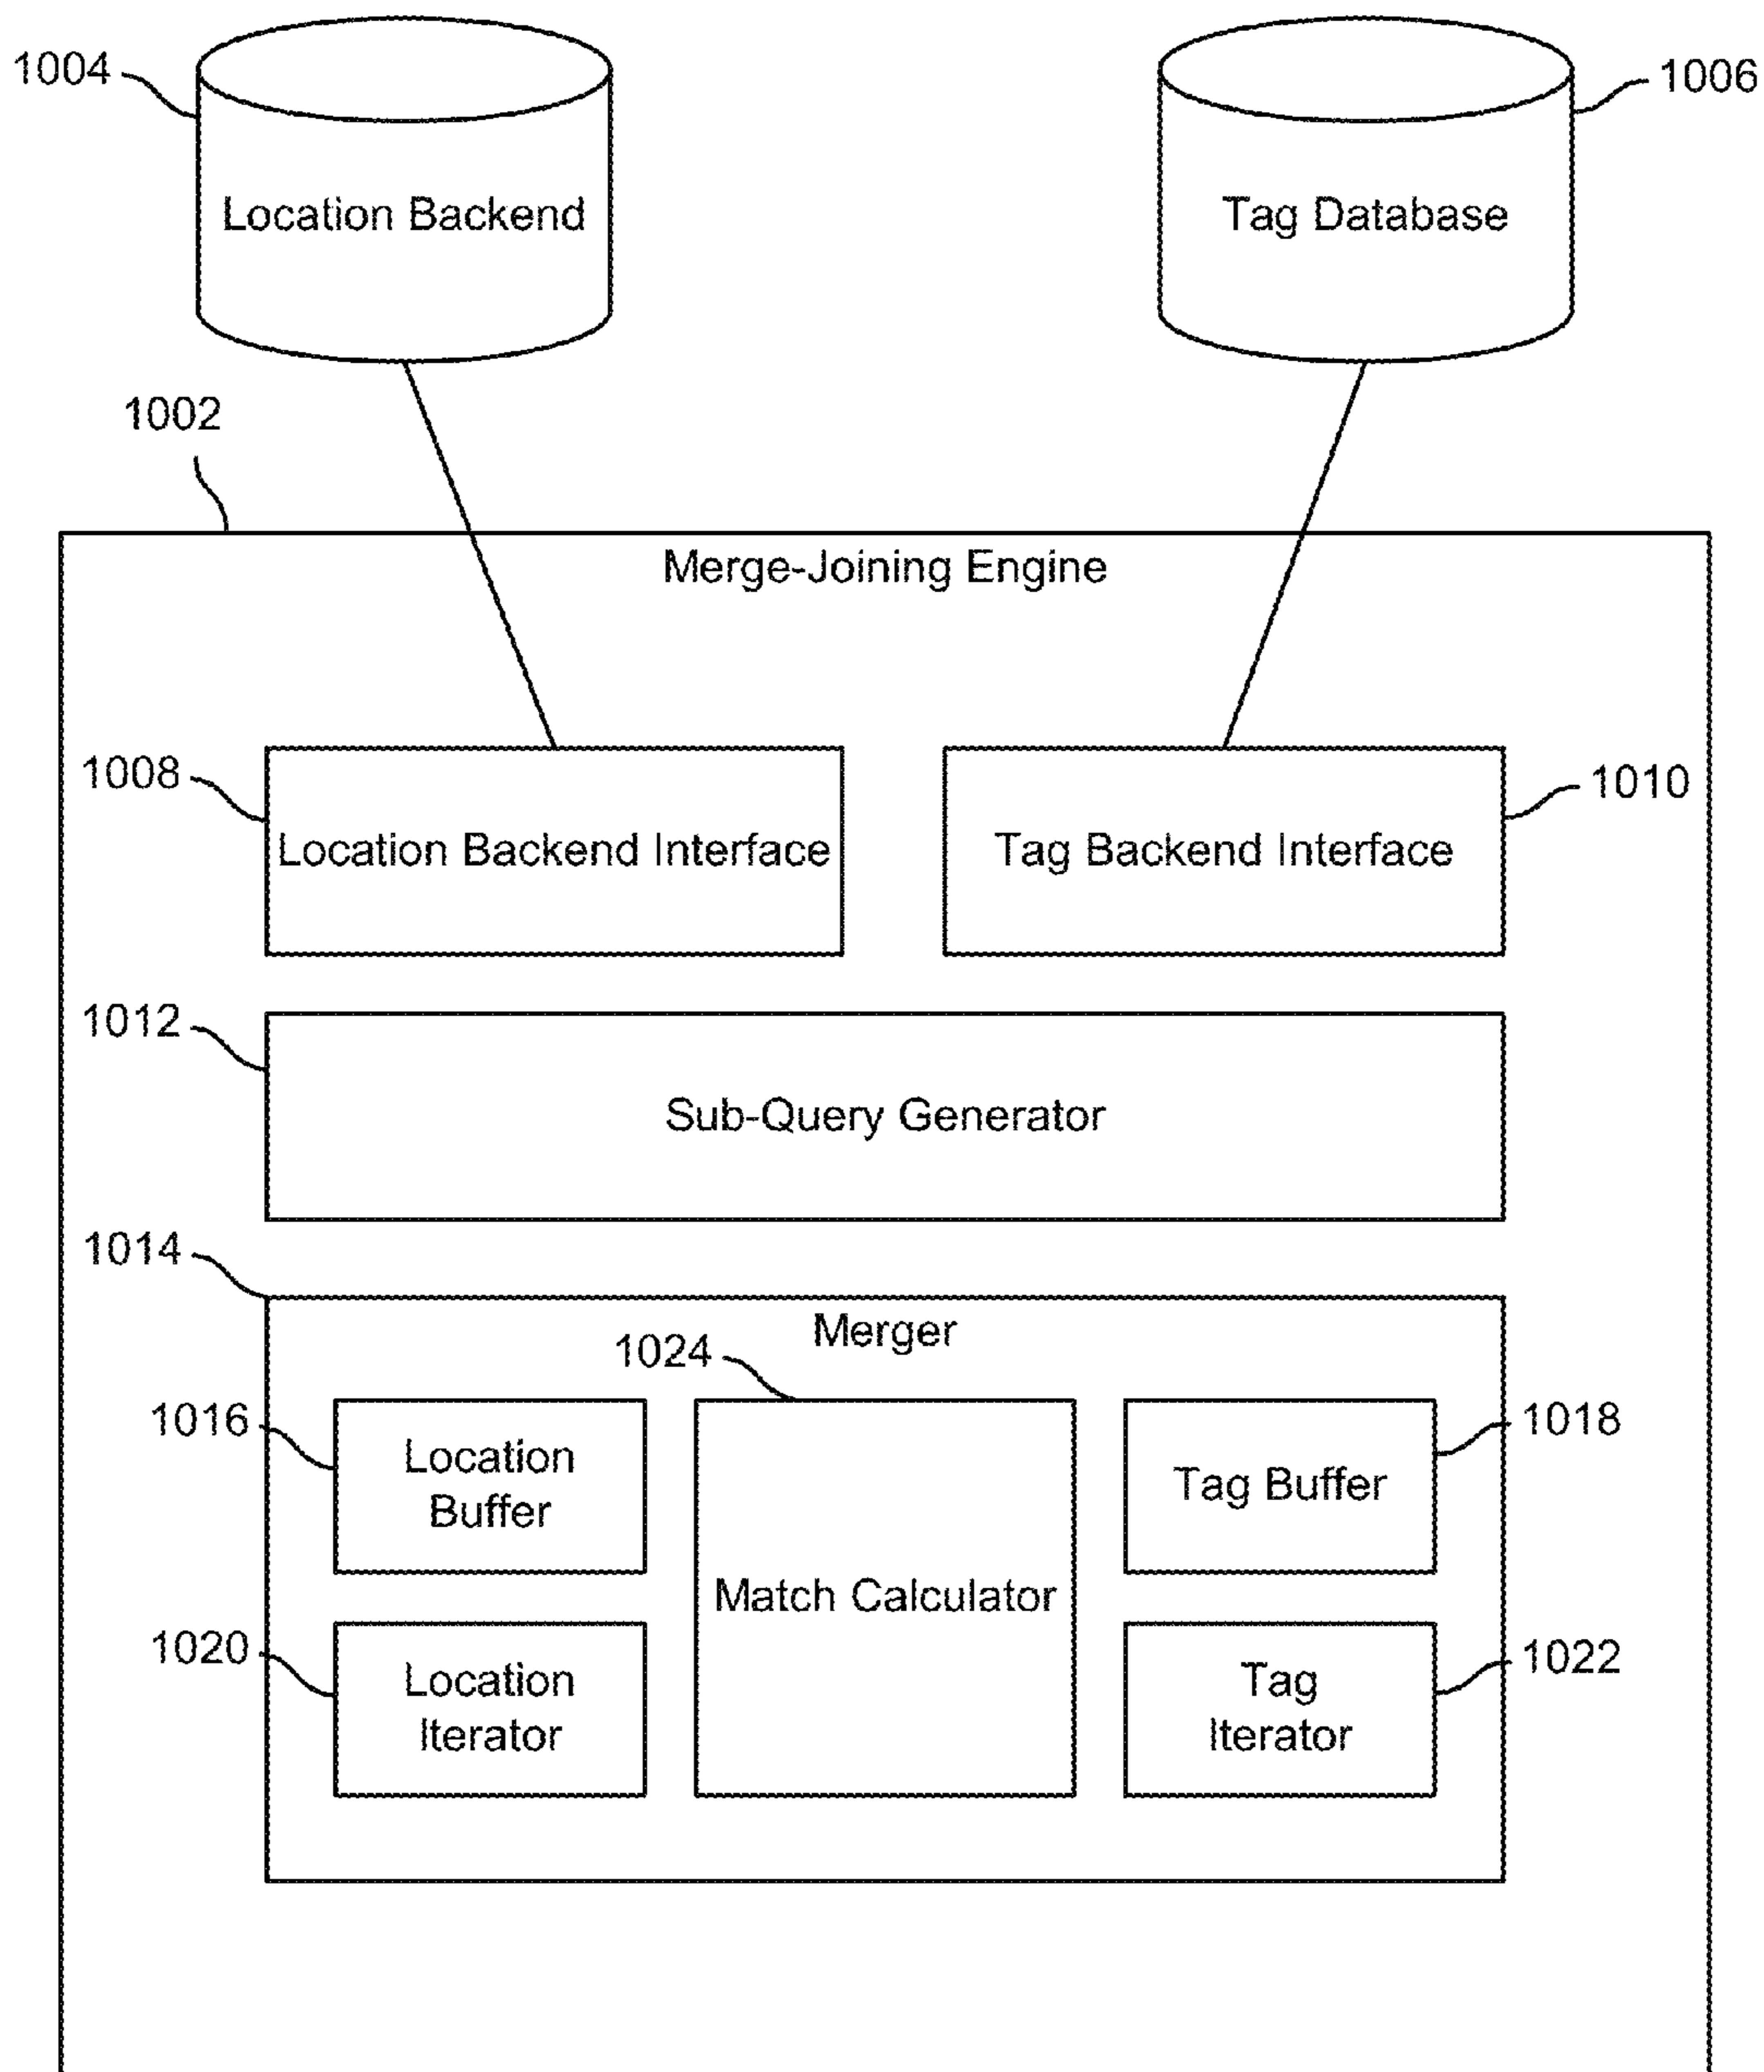 1004
1006
Location Backend
Tag Database
1002
Merge-Joining Engine
1008
1010
Location Backend Interface
Tag Backend Interface
1012
Sub-Query Generator
1014
Merger
1024
1016
Location
Buffer
1018
Tag Buffer
Match Calculator
1020
Location
Iterator
1022
Tag
Iterator